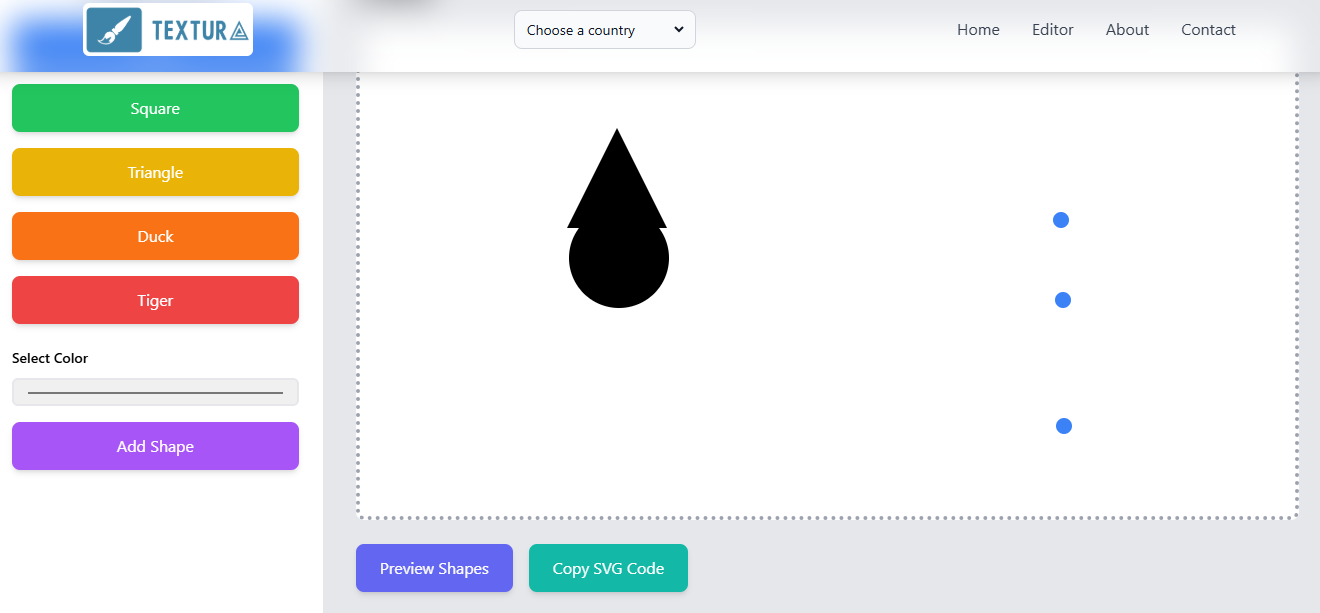 TEXTURA
Choose a country
Home
Editor
About
Contact
Square
Triangle
Duck
Tiger
Select Color
Add Shape
Preview Shapes
Copy SVG Code